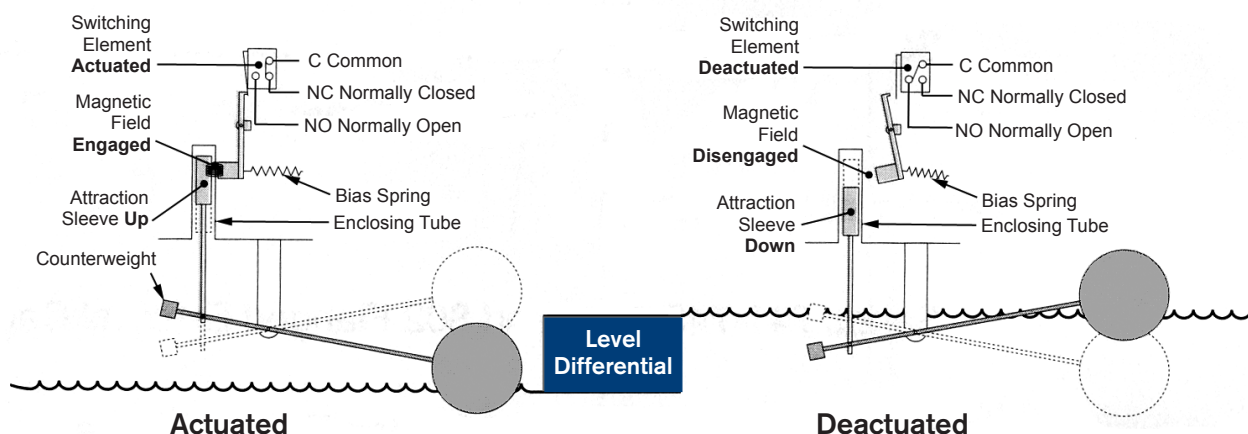 Switching
Element
Actuated
C Common
NC Normally Closed
NO Normally Open
Magnetic
Field
Engaged
Bias Spring
Attraction
Sleeve Up
Enclosing Tube
Counterweight
Actuated
Level
Differential
Switching
Element
Deactuated
C Common
NC Normally Closed
NO Normally Open
Magnetic
Field
Disengaged
Bias Spring
Attraction
Sleeve
Down
Enclosing Tube
Deactuated